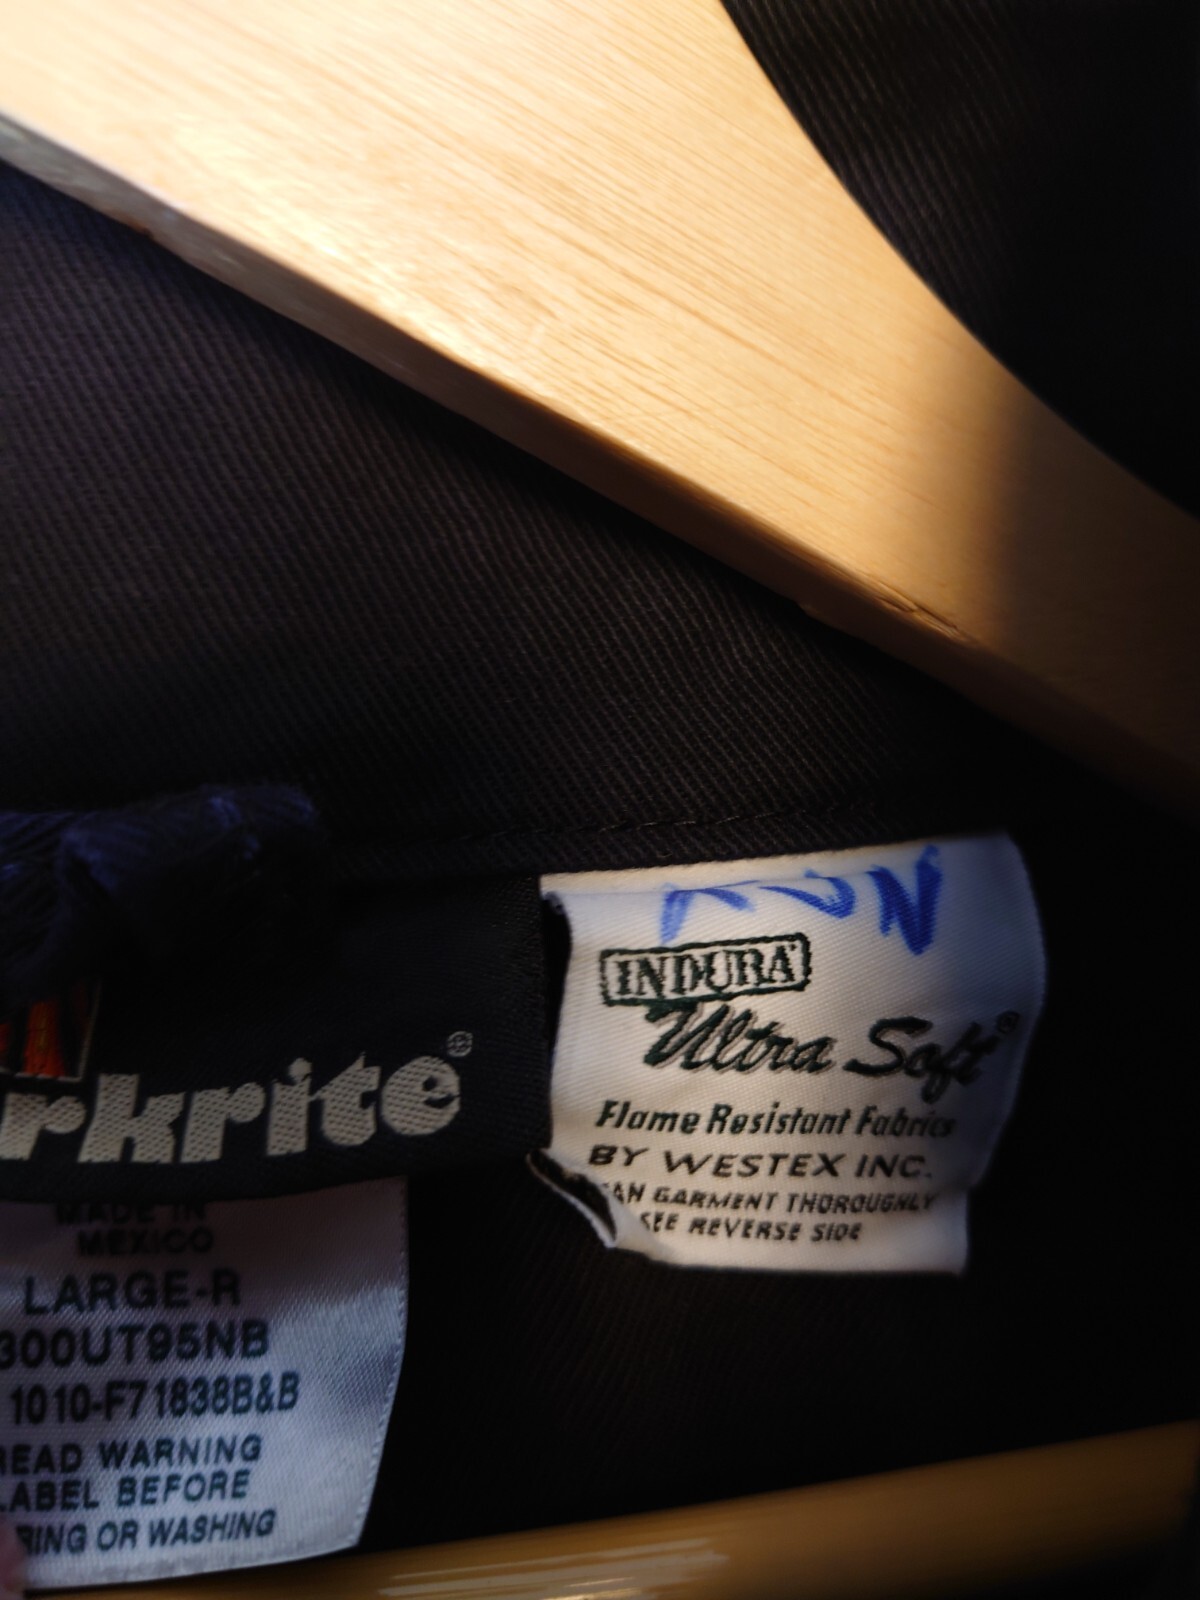 INDURA
Ultra Soft®
Flame Resistant Fabrics
BY WESTEX INC.
GARMENT THOROUGHLY
SEE REVERSE SIDE
rkrite®
MADE IN
MEXICO
LARGE-R
300UT95NB
1010-F71838B&B
READ WARNING
LABEL BEFORE
RING OR WASHING